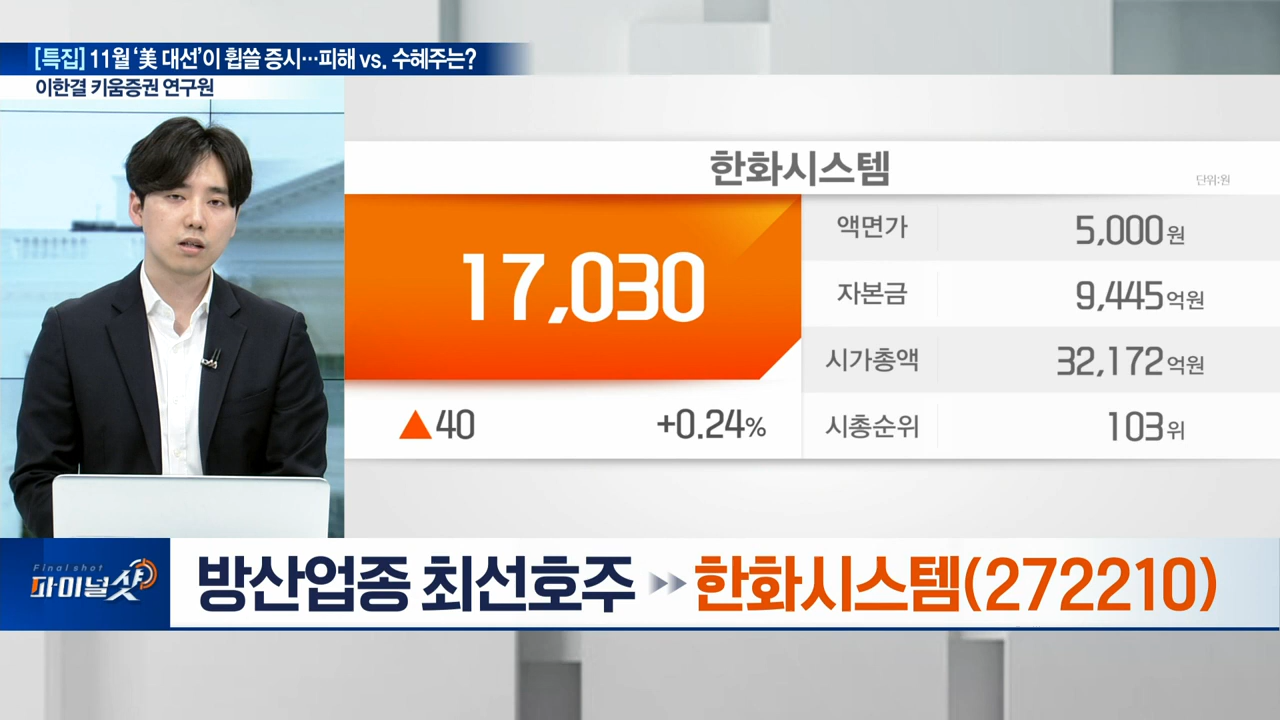 [특집] 11월 '美 대선'이 휩쓸 증시…피해 vs. 수혜주는?
이한결 키움증권 연구원
한화시스템
단위:원
17,030
▲40 +0.24%
액면가 5,000원
자본금 9,445억원
시가총액 32,172억원
시총순위 103위
Final shot
파이널샷
방산업종 최선호주 ▶▶ 한화시스템(272210)